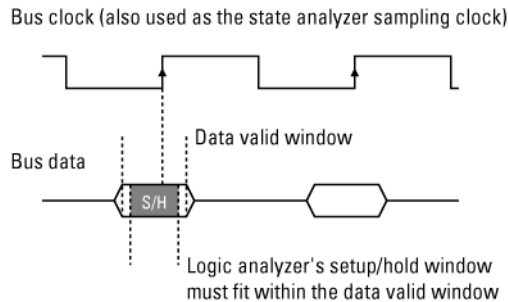 Bus clock (also used as the state analyzer sampling clock)
Data valid window
Bus data
S/H
Logic analyzer's setup/hold window
must fit within the data valid window